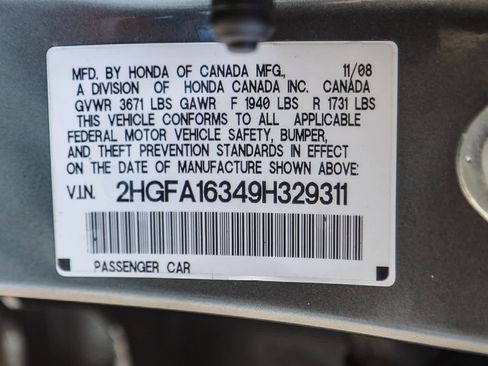 MFD. BY HONDA OF CANADA MFG., 11/08
A DIVISION OF HONDA CANADA INC. CANADA
GVWR 3671 LBS GAWR F 1940 LBS R 1731 LBS
THIS VEHICLE CONFORMS TO ALL APPLICABLE
FEDERAL MOTOR VEHICLE SAFETY, BUMPER,
AND THEFT PREVENTION STANDARDS IN EFFECT
ON THE DATE OF MANUFACTURE SHOWN ABOVE.
V.I.N. 2HGFA16349H329311
PASSENGER CAR